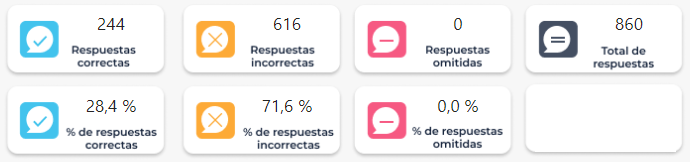 244
Respuestas
correctas
616
Respuestas
incorrectas
0
Respuestas
omitidas
860
Total de
respuestas
28,4 %
% de respuestas
correctas
71,6 %
% de respuestas
incorrectas
0,0 %
% de respuestas
omitidas